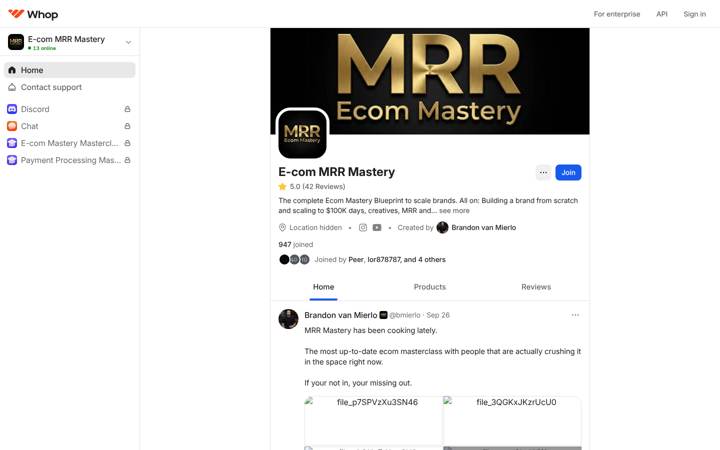 Whop
For enterprise
API
Sign in
E-com MRR Mastery
13 online
Home
Contact support
Discord
Chat
E-com Mastery Mastercl...
Payment Processing Mas...
MRR
Ecom Mastery
MRR
Ecom Mastery
E-com MRR Mastery
Join
5.0 (42 Reviews)
The complete Ecom Mastery Blueprint to scale brands. All on: Building a brand from scratch
and scaling to $100K days, creatives, MRR and... see more
Location hidden • • Created by Brandon van Mierlo
947 joined
Joined by Peer, lor878787, and 4 others
Home
Products
Reviews
Brandon van Mierlo @bmierlo · Sep 26
MRR Mastery has been cooking lately.
The most up-to-date ecom masterclass with people that are actually crushing it
in the space right now.
If your not in, your missing out.
file_p7SPVzXu3SN46
file_3QGKxJKzrUcU0